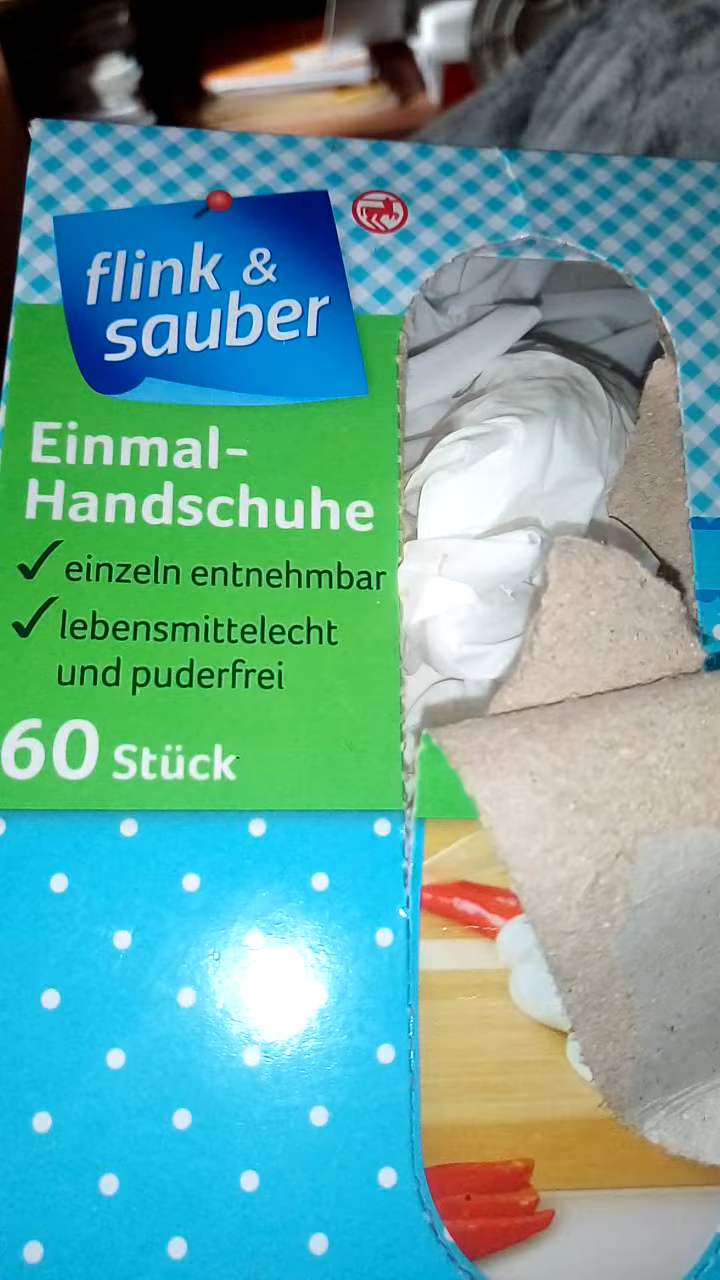 flink &
sauber
Einmal-
Handschuhe
✓ einzeln entnehmbar
✓ lebensmittelecht
und puderfrei
60 Stück